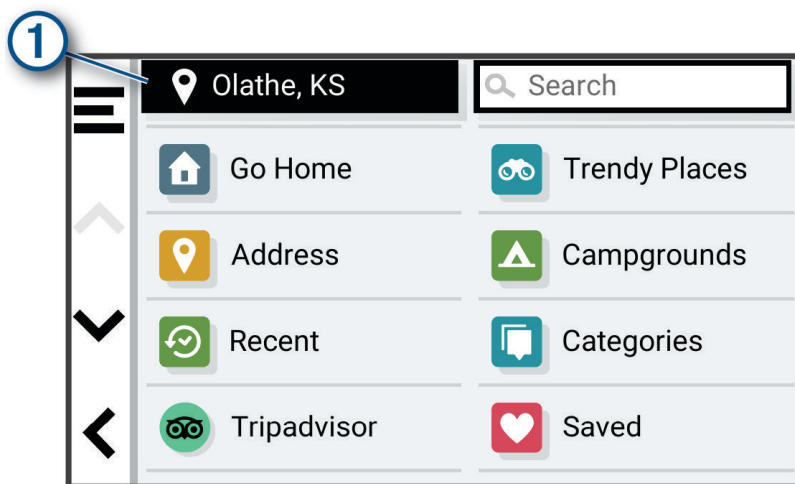 1
Olathe, KS
Search
Go Home
Trendy Places
Address
Campgrounds
Recent
Categories
Tripadvisor
Saved